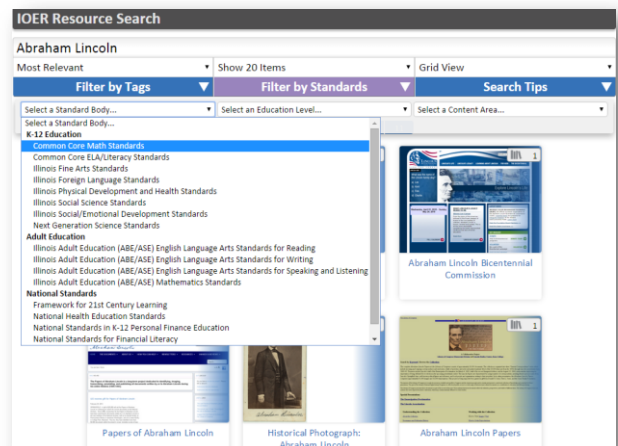 IOER Resource Search
Abraham Lincoln
Most Relevant
Show 20 Items
Grid View
Filter by Tags
Filter by Standards
Search Tips
Select a Standard Body...
Select an Education Level...
Select a Content Area...
Select a Standard Body...
K-12 Education
Common Core Math Standards
Common Core ELA/Literacy Standards
Illinois Fine Arts Standards
Illinois Foreign Language Standards
Illinois Physical Development and Health Standards
Illinois Social Science Standards
Illinois Social/Emotional Development Standards
Next Generation Science Standards
Adult Education
Illinois Adult Education (ABE/ASE) English Language Arts Standards for Reading
Illinois Adult Education (ABE/ASE) English Language Arts Standards for Writing
Illinois Adult Education (ABE/ASE) English Language Arts Standards for Speaking and Listening
Illinois Adult Education (ABE/ASE) Mathematics Standards
National Standards
Framework for 21st Century Learning
National Health Education Standards
National Standards in K-12 Personal Finance Education
National Standards for Financial Literacy
1
Abraham Lincoln Bicentennial
Commission
1
Papers of Abraham Lincoln
Historical Photograph:
Abraham Lincoln
Abraham Lincoln Papers